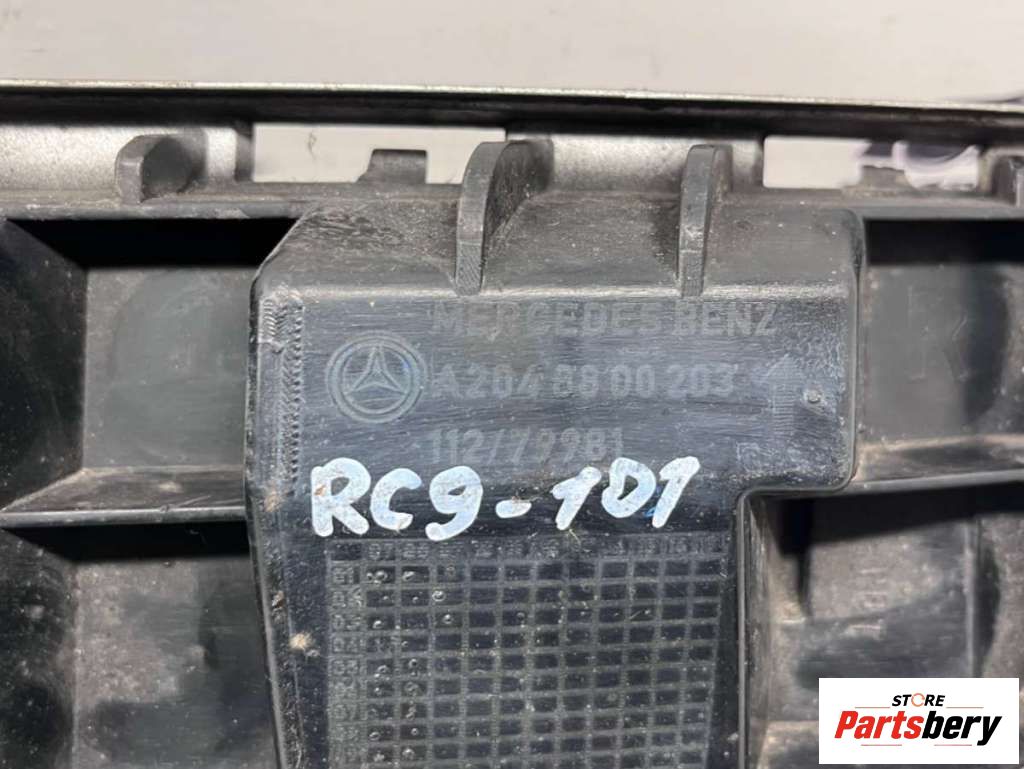 MERCEDES BENZ
A204 88 00 203
112/79981
RC9-101
STORE
Partsbery